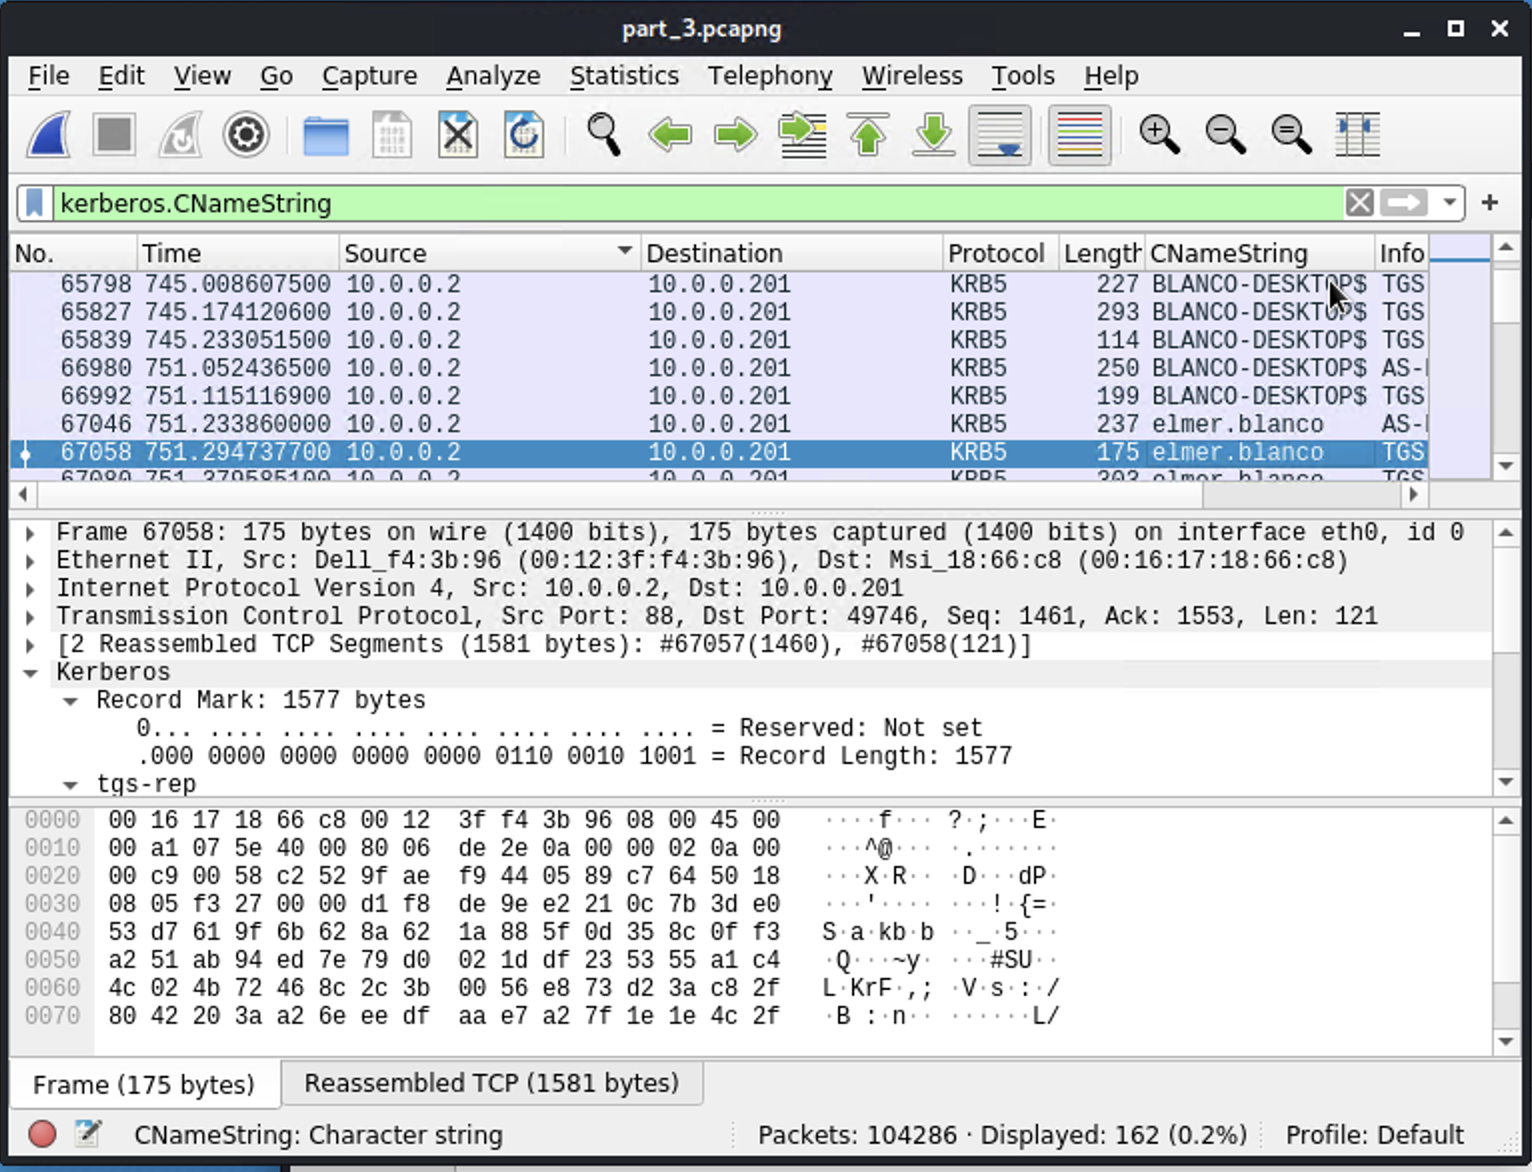 part_3.pcapng
File Edit View Go Capture Analyze Statistics Telephony Wireless Tools Help
kerberos.CNameString
No. Time Source Destination Protocol Length CNameString Info
65798 745.008607500 10.0.0.2 10.0.0.201 KRB5 227 BLANCO-DESKTOP$ TGS
65827 745.174120600 10.0.0.2 10.0.0.201 KRB5 293 BLANCO-DESKTOP$ TGS
65839 745.233051500 10.0.0.2 10.0.0.201 KRB5 114 BLANCO-DESKTOP$ TGS
66980 751.052436500 10.0.0.2 10.0.0.201 KRB5 250 BLANCO-DESKTOP$ AS-
66992 751.115116900 10.0.0.2 10.0.0.201 KRB5 199 BLANCO-DESKTOP$ TGS
67046 751.233860000 10.0.0.2 10.0.0.201 KRB5 237 elmer.blanco AS-
67058 751.294737700 10.0.0.2 10.0.0.201 KRB5 175 elmer.blanco TGS
67080 751.379585100 10.0.0.2 10.0.0.201 KRB5 elmer.blanco TGS
Frame 67058: 175 bytes on wire (1400 bits), 175 bytes captured (1400 bits) on interface eth0, id 0
Ethernet II, Src: Dell_f4:3b:96 (00:12:3f:f4:3b:96), Dst: Msi_18:66:c8 (00:16:17:18:66:c8)
Internet Protocol Version 4, Src: 10.0.0.2, Dst: 10.0.0.201
Transmission Control Protocol, Src Port: 88, Dst Port: 49746, Seq: 1461, Ack: 1553, Len: 121
[2 Reassembled TCP Segments (1581 bytes): #67057(1460), #67058(121)]
Kerberos
Record Mark: 1577 bytes
0... .... .... .... .... .... .... .... = Reserved: Not set
.000 0000 0000 0000 0000 0110 0010 1001 = Record Length: 1577
tgs-rep
0000 00 16 17 18 66 c8 00 12 3f f4 3b 96 08 00 45 00 ····f··· ?·;···E·
0010 00 a1 07 5e 40 00 80 06 de 2e 0a 00 00 02 0a 00 ···^@···· ·.······
0020 00 c9 00 58 c2 52 9f ae f9 44 05 89 c7 64 50 18 ···X·R·· ·D···dP·
0030 08 05 f3 27 00 00 d1 f8 de 9e e2 21 0c 7b 3d e0 ···'···· ···!·{=·
0040 53 d7 61 9f 6b 62 8a 62 1a 88 5f 0d 35 8c 0f f3 S·a·kb·b ··_·5···
0050 a2 51 ab 94 ed 7e 79 d0 02 1d df 23 53 55 a1 c4 ·Q···~y· ···#SU··
0060 4c 02 4b 72 46 8c 2c 3b 00 56 e8 73 d2 3a c8 2f L·KrF·,; ·V·s·:·/
0070 80 42 20 3a a2 6e ee df aa e7 a2 7f 1e 1e 4c 2f ·B :·n·· ······L/
Frame (175 bytes) Reassembled TCP (1581 bytes)
CNameString: Character string Packets: 104286 · Displayed: 162 (0.2%) Profile: Default